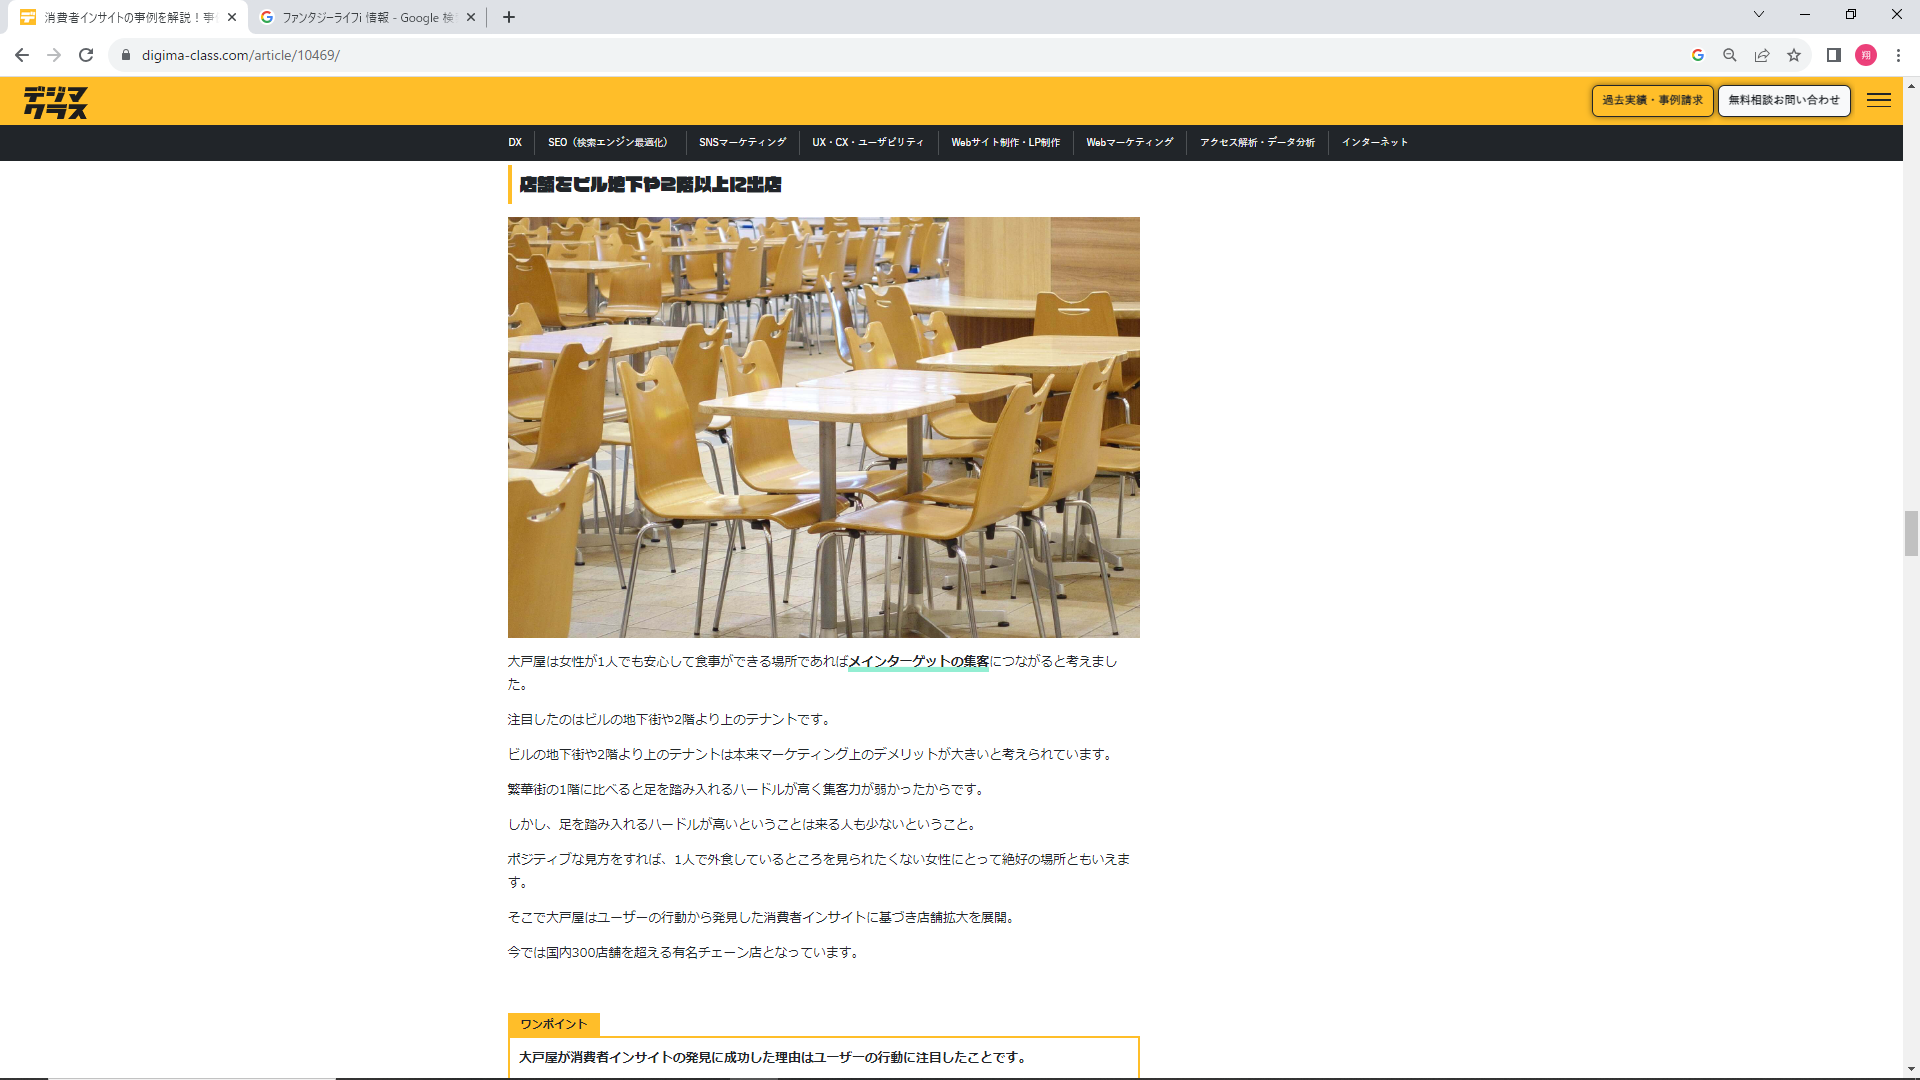 消費者インサイトの事例を解説！事
ファンタジーライフi 情報 - Google 検
digima-class.com/article/10469/
翔
デジマ
クラス
過去実績・事例請求
無料相談お問い合わせ
DX
SEO（検索エンジン最適化）
SNSマーケティング
UX・CX・ユーザビリティ
Webサイト制作・LP制作
Webマーケティング
アクセス解析・データ分析
インターネット
店舗をビル地下や2階以上に出店
大戸屋は女性が1人でも安心して食事ができる場所であればメインターゲットの集客につながると考えまし
た。
注目したのはビルの地下街や2階より上のテナントです。
ビルの地下街や2階より上のテナントは本来マーケティング上のデメリットが大きいと考えられています。
繁華街の1階に比べると足を踏み入れるハードルが高く集客力が弱かったからです。
しかし、足を踏み入れるハードルが高いということは来る人も少ないということ。
ポジティブな見方をすれば、1人で外食しているところを見られたくない女性にとって絶好の場所ともいえま
す。
そこで大戸屋はユーザーの行動から発見した消費者インサイトに基づき店舗拡大を展開。
今では国内300店舗を超える有名チェーン店となっています。
ワンポイント
大戸屋が消費者インサイトの発見に成功した理由はユーザーの行動に注目したことです。